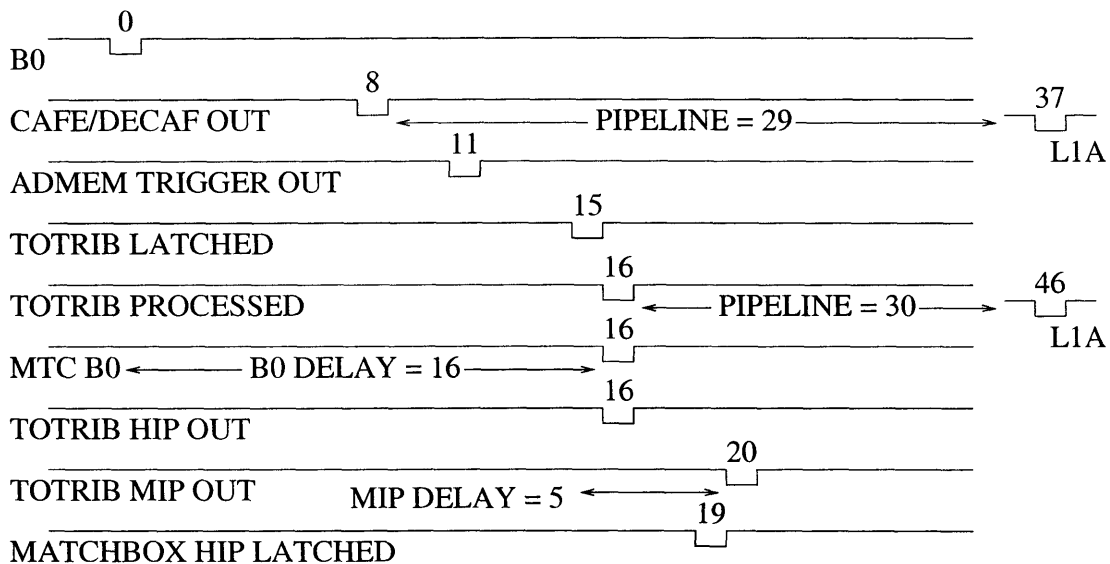 0
B0
8
CAFE/DECAF OUT
PIPELINE = 29
37
L1A
11
ADMEM TRIGGER OUT
15
TOTRIB LATCHED
16
TOTRIB PROCESSED
PIPELINE = 30
46
L1A
16
MTC B0
B0 DELAY = 16
16
TOTRIB HIP OUT
20
TOTRIB MIP OUT
MIP DELAY = 5
19
MATCHBOX HIP LATCHED